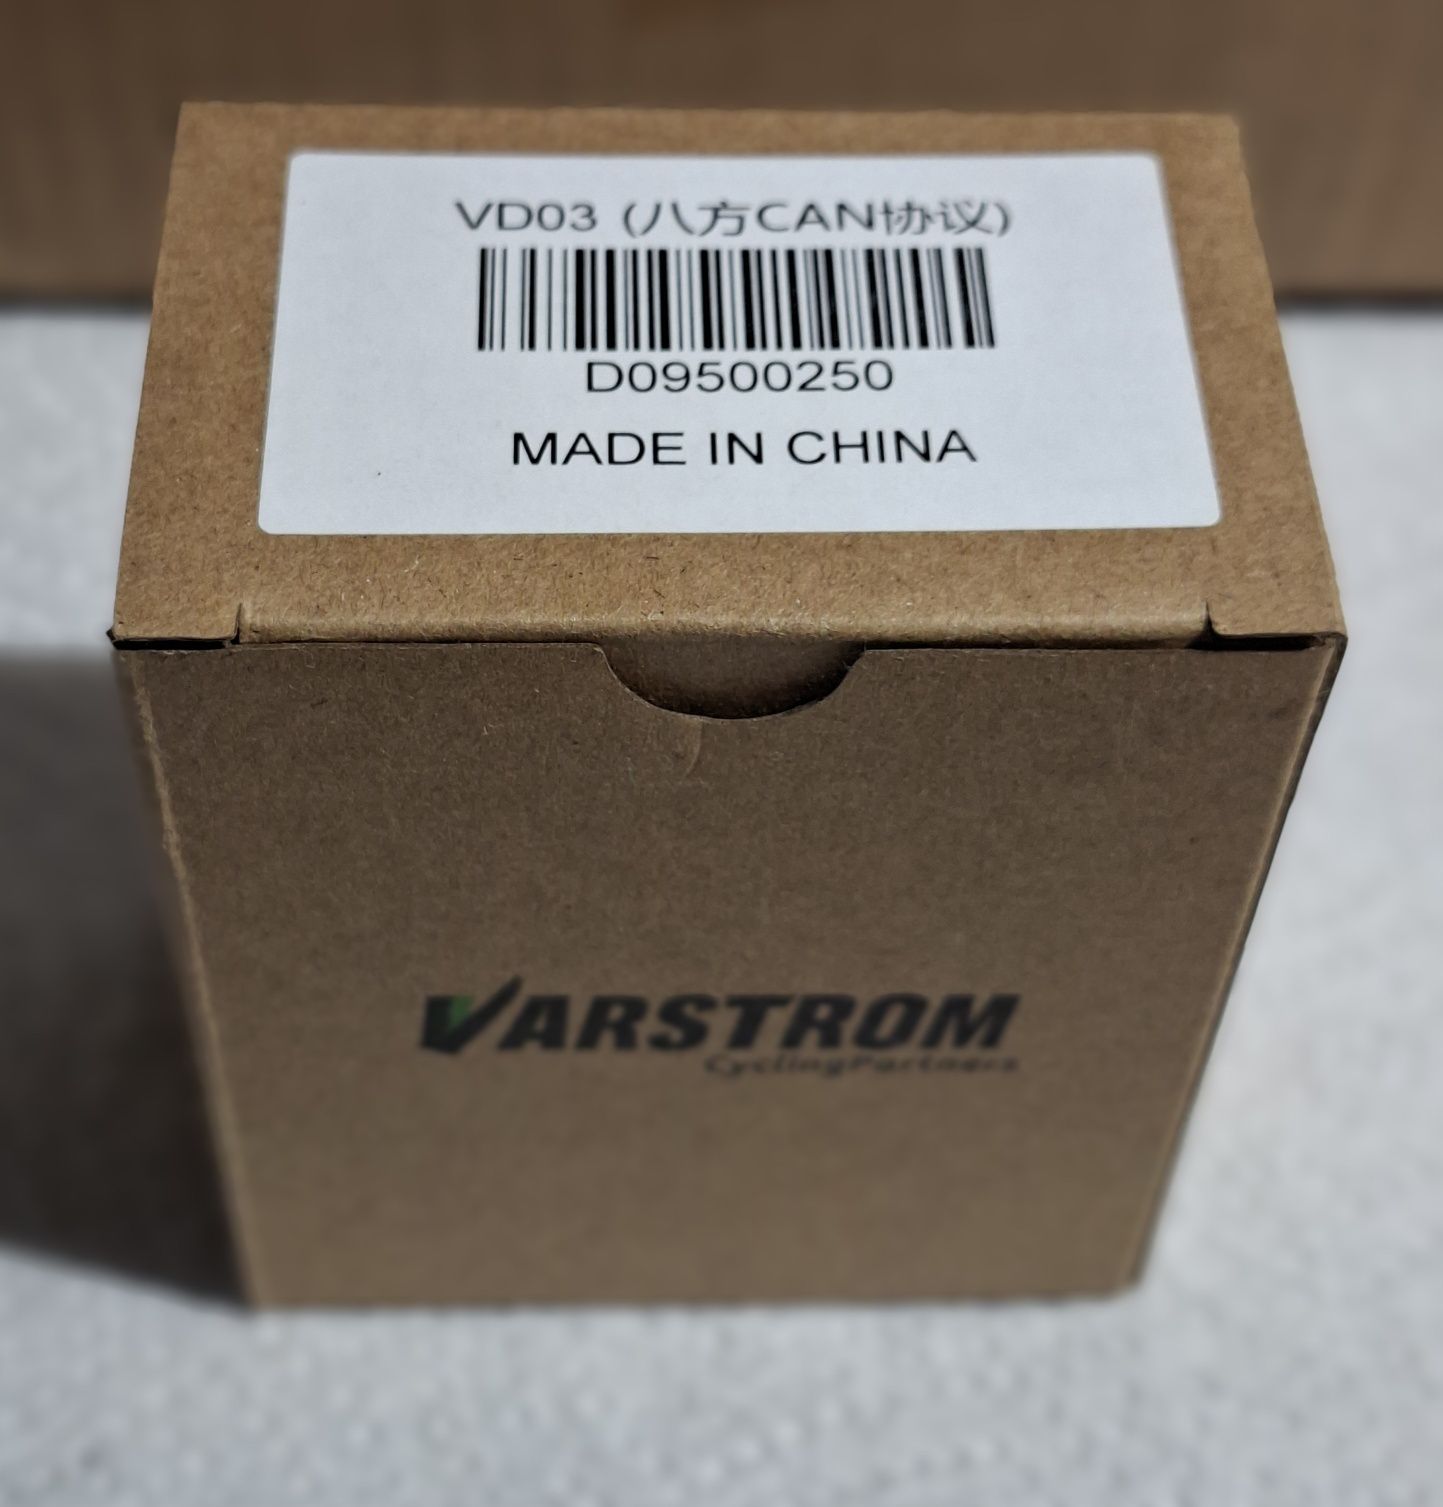 VD03 (八方CAN协议)
D09500250
MADE IN CHINA
VARSTROM
CyclingPartners